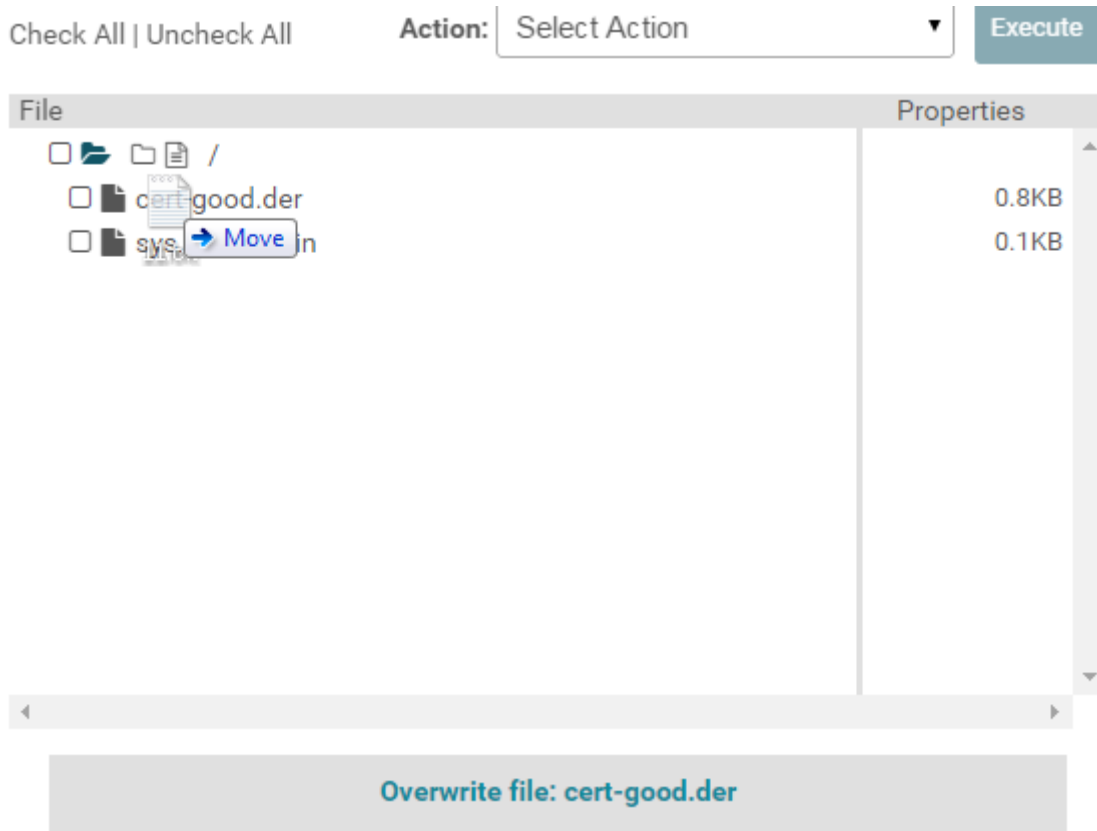 Check All | Uncheck All Action: Select Action Execute
File Properties
/
cert-good.der 0.8KB
Move in 0.1KB
Overwrite file: cert-good.der